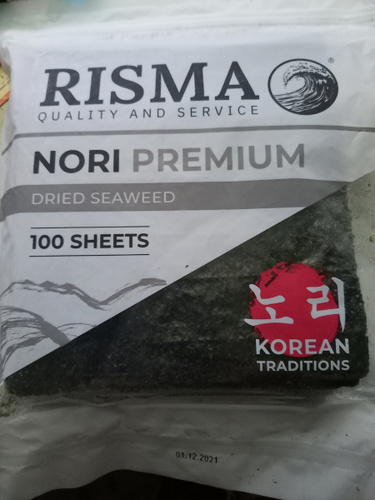 RISMA
®
QUALITY AND SERVICE
NORI PREMIUM
DRIED SEAWEED
100 SHEETS
노리
KOREAN
TRADITIONS
01.12.2021